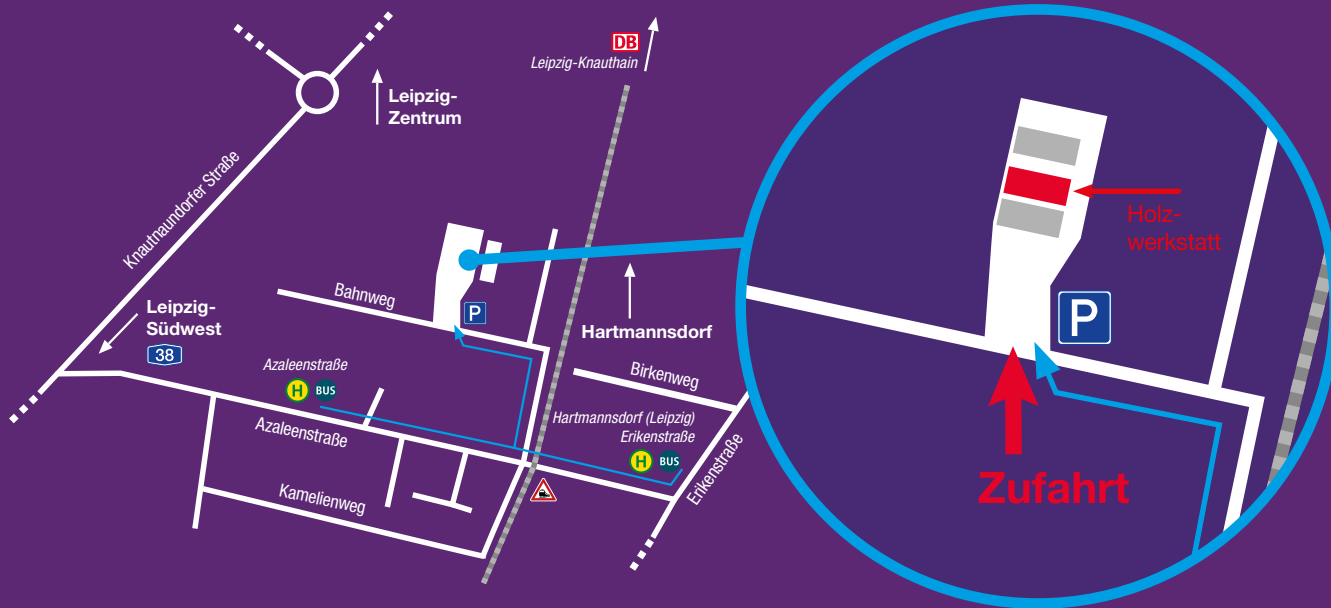 DB
Leipzig-Knauthain
Leipzig-
Zentrum
Knautnaundorfer Straße
Holz-
werkstatt
Bahnweg
P
P
Leipzig-
Südwest
38
Hartmannsdorf
Azaleenstraße
H BUS
Birkenweg
Hartmannsdorf (Leipzig)
Erikenstraße
H BUS
Azaleenstraße
Erikenstraße
Kamelienweg
Zufahrt